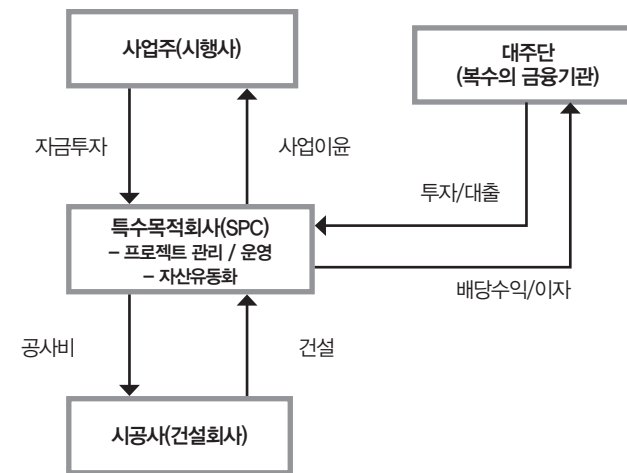 사업주(시행사)
대주단
(복수의 금융기관)
자금투자
사업이윤
투자/대출
특수목적회사(SPC)
– 프로젝트 관리 / 운영
– 자산유동화
배당수익/이자
공사비
건설
시공사(건설회사)